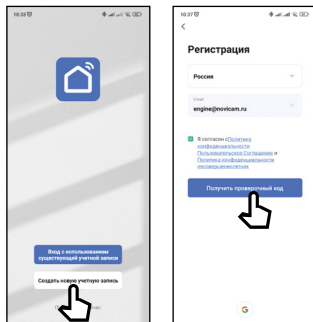 10:33
Вход с использованием
существующей учетной записи
Создать новую учетную запись
10:37
Регистрация
Россия
Email
engine@novicam.ru
Я согласен с Политика
конфиденциальности
Пользовательское Соглашение и
Политика конфиденциальности
несовершеннолетних
Получить проверочный код
G